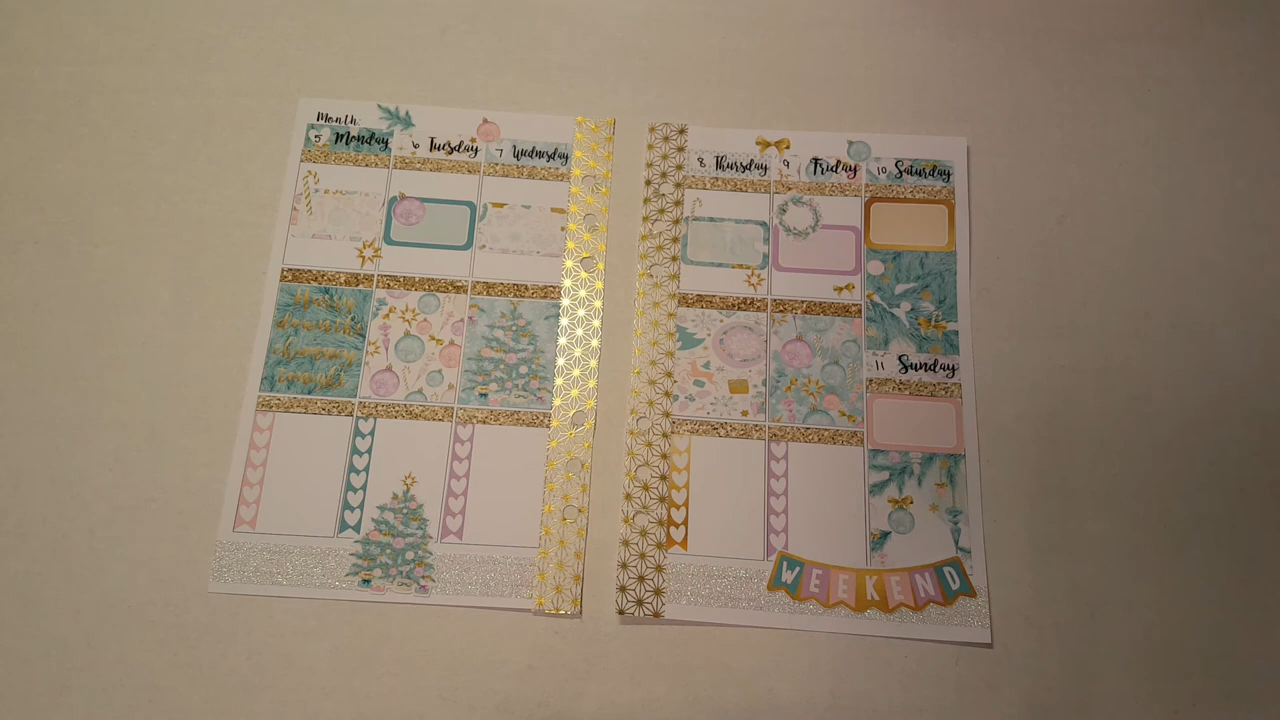 Month:
5 Monday
6 Tuesday
7 Wednesday
8 Thursday
9 Friday
10 Saturday
11 Sunday
WEEKEND